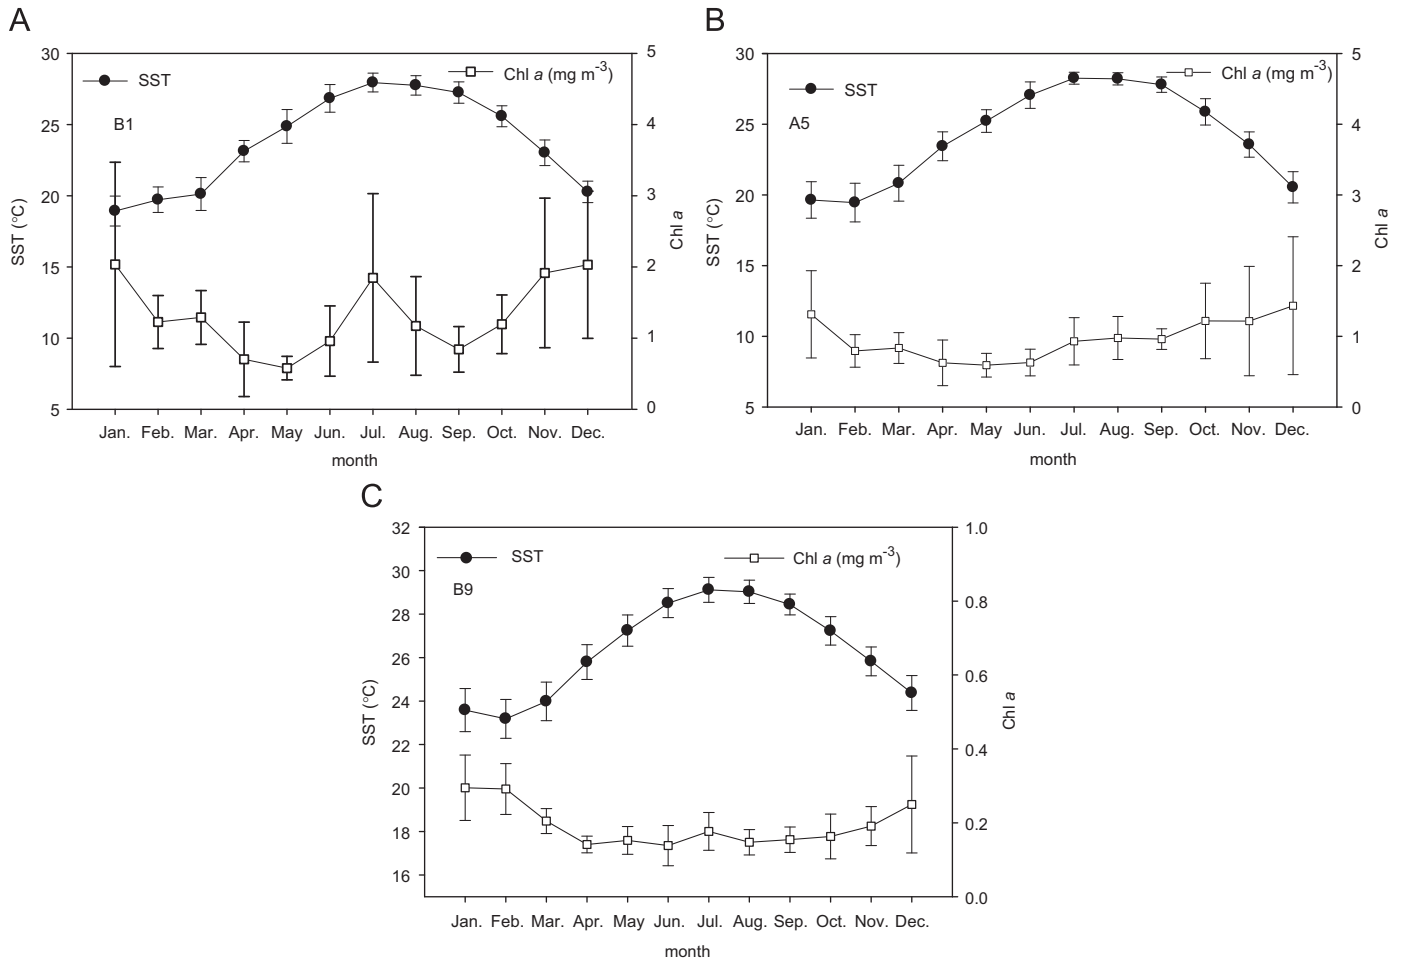 A
30
25
20
15
10
5
SST (°C)
SST
B1
Chl a (mg m-3)
5
4
3
2
1
0
Chl a
Jan. Feb. Mar. Apr. May Jun. Jul. Aug. Sep. Oct. Nov. Dec.
month
B
30
25
20
15
10
5
SST (°C)
SST
A5
Chl a (mg m-3)
5
4
3
2
1
0
Chl a
Jan. Feb. Mar. Apr. May Jun. Jul. Aug. Sep. Oct. Nov. Dec.
month
C
32
30
28
26
24
22
20
18
16
SST (°C)
SST
B9
Chl a (mg m-3)
1.0
0.8
0.6
0.4
0.2
0.0
Chl a
Jan. Feb. Mar. Apr. May Jun. Jul. Aug. Sep. Oct. Nov. Dec.
month